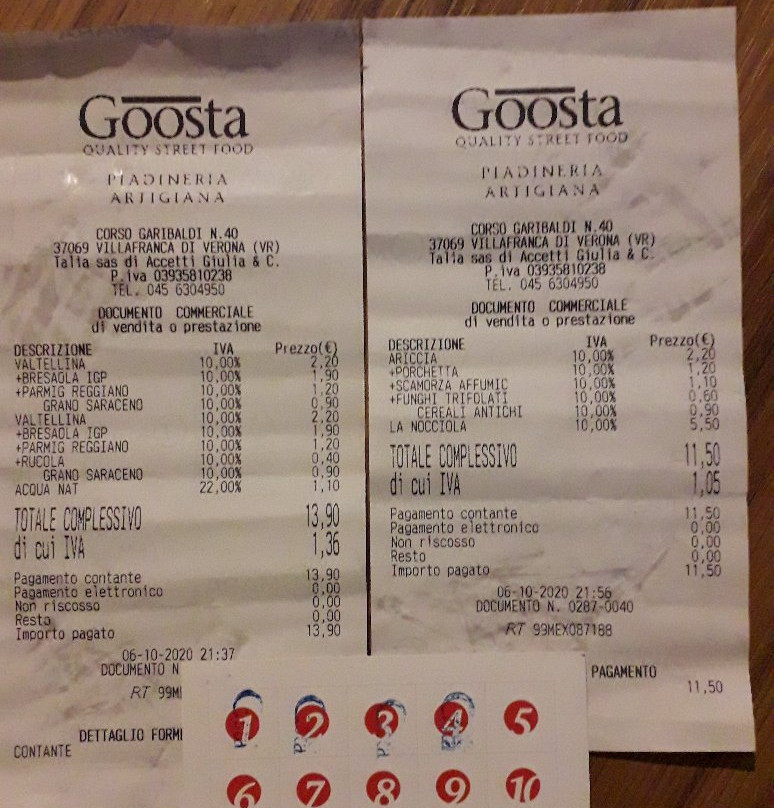 Goosta
QUALITY STREET FOOD
PIADINERIA
ARTIGIANA
CORSO GARIBALDI N.40
37069 VILLAFRANCA DI VERONA (VR)
Talia sas di Accetti Giulia & C.
P.iva 03935810238
TEL. 045 6304950
DOCUMENTO COMMERCIALE
di vendita o prestazione
DESCRIZIONE IVA Prezzo(€)
VALTELLINA 10,00% 2,20
+BRESAOLA IGP 10,00% 1,90
+PARMIG REGGIANO 10,00% 1,20
GRANO SARACENO 10,00% 0,90
VALTELLINA 10,00% 2,20
+BRESAOLA IGP 10,00% 1,90
+PARMIG REGGIANO 10,00% 1,20
+RUCOLA 10,00% 0,40
GRANO SARACENO 10,00% 0,90
ACQUA NAT 22,00% 1,10
TOTALE COMPLESSIVO 13,90
di cui IVA 1,36
Pagamento contante 13,90
Pagamento elettronico 0,00
Non riscosso 0,00
Resto 0,00
Importo pagato 13,90
06-10-2020 21:37
DOCUMENTO N
RT 99M
DETTAGLIO FORM
CONTANTE
Goosta
QUALITY STREET FOOD
PIADINERIA
ARTIGIANA
CORSO GARIBALDI N.40
37069 VILLAFRANCA DI VERONA (VR)
Talia sas di Accetti Giulia & C.
P.iva 03935810238
TEL. 045 6304950
DOCUMENTO COMMERCIALE
di vendita o prestazione
DESCRIZIONE IVA Prezzo(€)
ARICCIA 10,00% 2,20
+PORCHETTA 10,00% 1,20
+SCAMORZA AFFUMIC 10,00% 1,10
+FUNGHI TRIFOLATI 10,00% 0,60
CEREALI ANTICHI 10,00% 0,90
LA NOCCIOLA 10,00% 5,50
TOTALE COMPLESSIVO 11,50
di cui IVA 1,05
Pagamento contante 11,50
Pagamento elettronico 0,00
Non riscosso 0,00
Resto 0,00
Importo pagato 11,50
06-10-2020 21:56
DOCUMENTO N. 0287-0040
RT 99MEX087188
PAGAMENTO
11,50
1 2 3 4 5
6 7 8 9 10